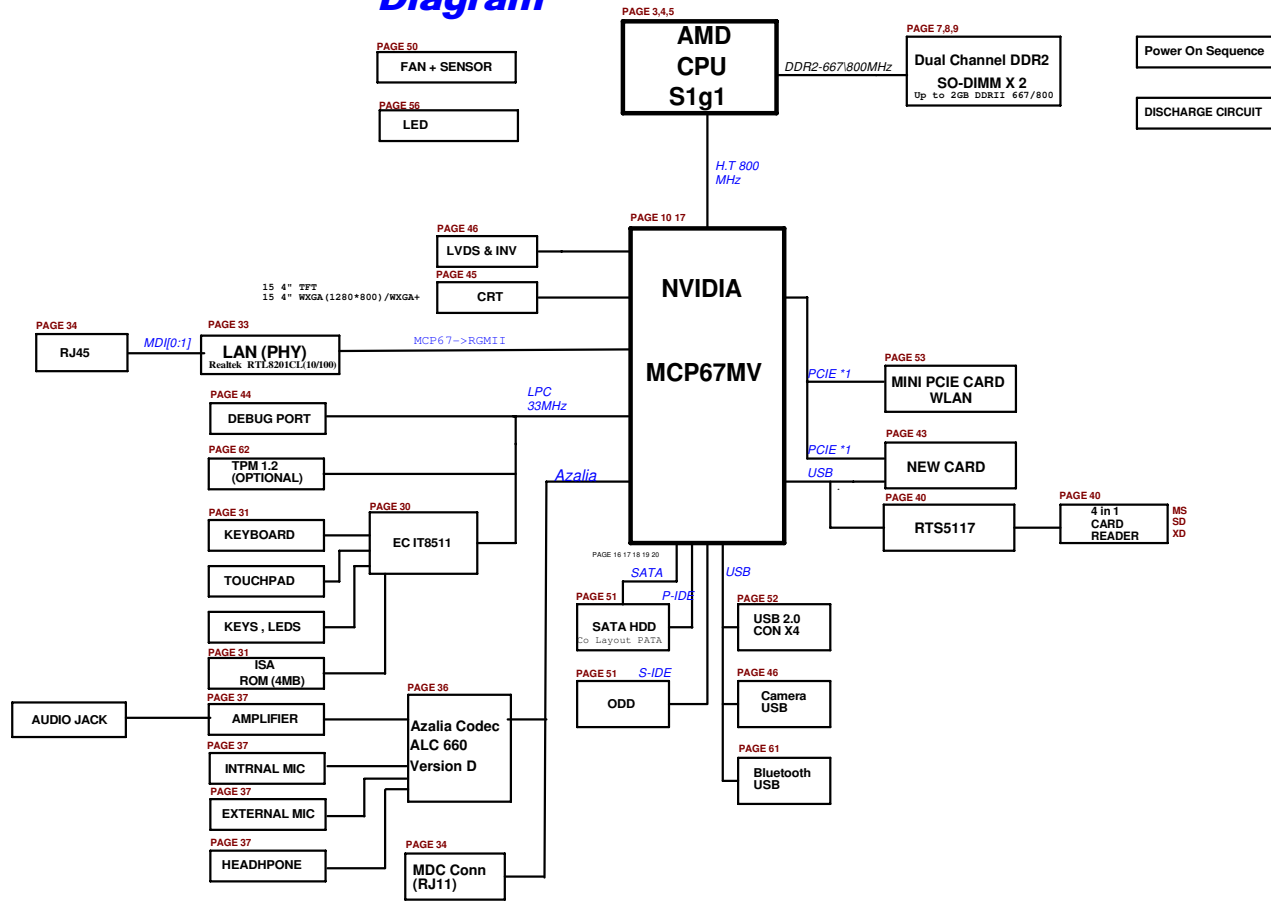 Diagram
PAGE 3,4,5
AMD
CPU
S1g1
DDR2-667\800MHz
PAGE 7,8,9
Dual Channel DDR2
SO-DIMM X 2
Up to 2GB DDRII 667/800
Power On Sequence
DISCHARGE CIRCUIT
PAGE 50
FAN + SENSOR
PAGE 56
LED
H.T 800
MHz
PAGE 10 17
NVIDIA
MCP67MV
PAGE 46
LVDS & INV
PAGE 45
CRT
15 4" TFT
15 4" WXGA(1280*800)/WXGA+
PAGE 34
RJ45
MDI[0:1]
PAGE 33
LAN (PHY)
Realtek RTL8201CL(10/100)
MCP67->RGMII
PAGE 44
DEBUG PORT
LPC
33MHz
PAGE 62
TPM 1.2
(OPTIONAL)
Azalia
PAGE 31
KEYBOARD
PAGE 30
EC IT8511
TOUCHPAD
KEYS , LEDS
PAGE 31
ISA
ROM (4MB)
PCIE *1
PAGE 53
MINI PCIE CARD
WLAN
PCIE *1
PAGE 43
NEW CARD
USB
PAGE 40
RTS5117
PAGE 40
4 in 1
CARD
READER
MS
SD
XD
PAGE 16 17 18 19 20
SATA
P-IDE
USB
PAGE 51
SATA HDD
Co Layout PATA
PAGE 51
S-IDE
ODD
PAGE 52
USB 2.0
CON X4
PAGE 46
Camera
USB
PAGE 61
Bluetooth
USB
AUDIO JACK
PAGE 37
AMPLIFIER
PAGE 36
Azalia Codec
ALC 660
Version D
PAGE 37
INTRNAL MIC
PAGE 37
EXTERNAL MIC
PAGE 37
HEADHPONE
PAGE 34
MDC Conn
(RJ11)